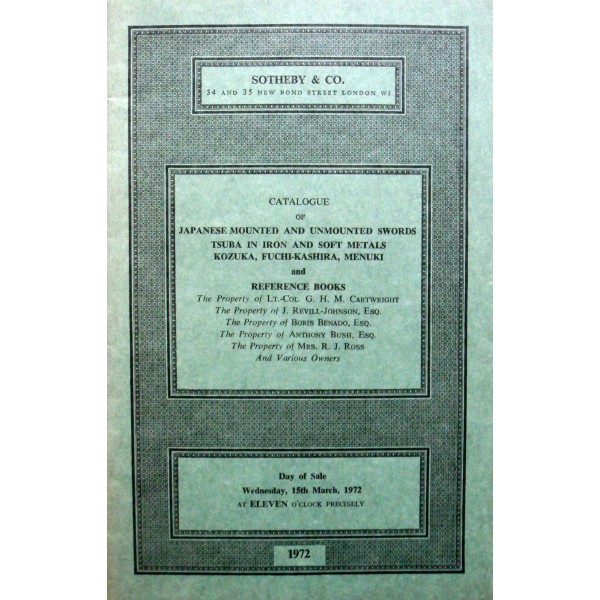 SOTHEBY & CO.
34 AND 35 NEW BOND STREET LONDON W1
CATALOGUE
OF
JAPANESE MOUNTED AND UNMOUNTED SWORDS
TSUBA IN IRON AND SOFT METALS
KOZUKA, FUCHI-KASHIRA, MENUKI
and
REFERENCE BOOKS
The Property of LT.-COL. G. H. M. CARTWRIGHT
The Property of J. REVILL-JOHNSON, ESQ.
The Property of BORIS BENADO, ESQ.
The Property of ANTHONY BUSH, ESQ.
The Property of MRS. R. J. ROSS
And Various Owners
Day of Sale
Wednesday, 15th March, 1972
AT ELEVEN O'CLOCK PRECISELY
1972